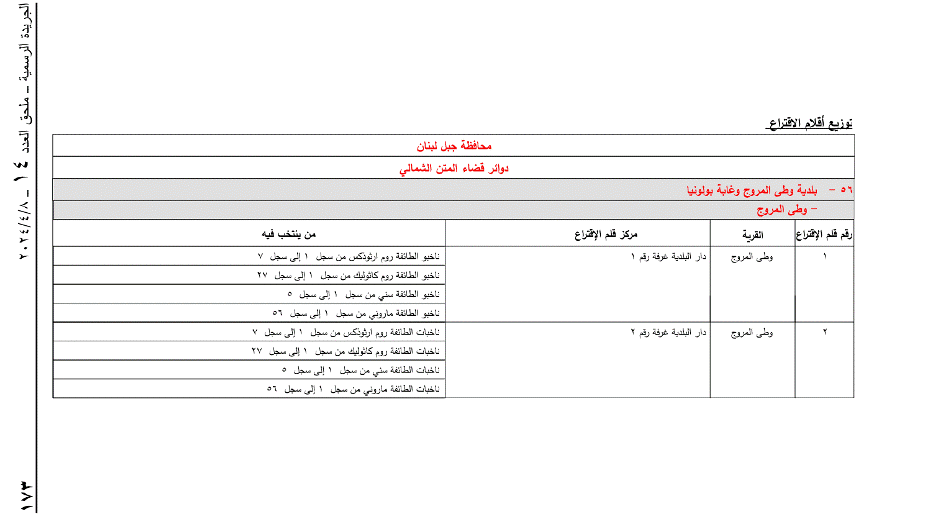 الجريدة الرسمية – ملحق العدد ١٤ – ٢٠٢٤/٤/٨
توزيع أقلام الاقتراع
محافظة جبل لبنان
دوائر قضاء المتن الشمالي
٥٦ - بلدية وطى المروج وغابة بولونيا
- وطى المروج
رقم قلم الإقتراع القرية مركز قلم الإقتراع من ينتخب فيه
١ وطى المروج دار البلدية غرفة رقم ١ ناخبو الطائفة روم ارثوذكس من سجل ١ إلى سجل ٧
ناخبو الطائفة روم كاثوليك من سجل ١ إلى سجل ٢٧
ناخبو الطائفة سني من سجل ١ إلى سجل ٥
ناخبو الطائفة ماروني من سجل ١ إلى سجل ٥٦
٢ وطى المروج دار البلدية غرفة رقم ٢ ناخبات الطائفة روم ارثوذكس من سجل ١ إلى سجل ٧
ناخبات الطائفة روم كاثوليك من سجل ١ إلى سجل ٢٧
ناخبات الطائفة سني من سجل ١ إلى سجل ٥
ناخبات الطائفة ماروني من سجل ١ إلى سجل ٥٦
١٧٣